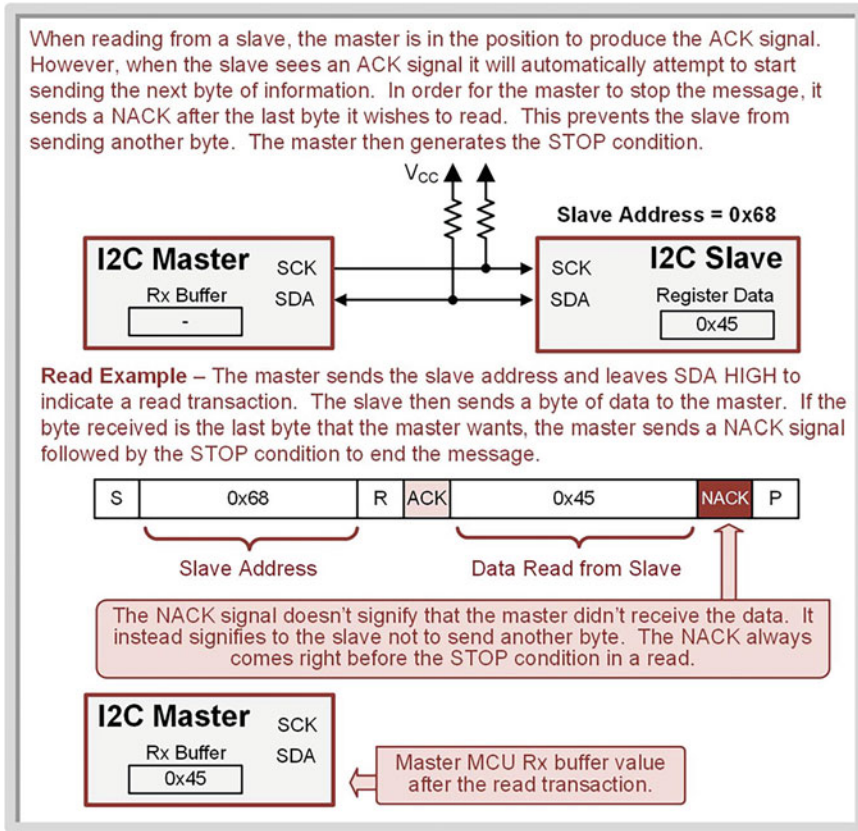 When reading from a slave, the master is in the position to produce the ACK signal.
However, when the slave sees an ACK signal it will automatically attempt to start
sending the next byte of information. In order for the master to stop the message, it
sends a NACK after the last byte it wishes to read. This prevents the slave from
sending another byte. The master then generates the STOP condition.
VCC
Slave Address = 0x68
I2C Master
SCK
Rx Buffer
SDA
-
SCK
I2C Slave
SDA
Register Data
0x45
Read Example – The master sends the slave address and leaves SDA HIGH to
indicate a read transaction. The slave then sends a byte of data to the master. If the
byte received is the last byte that the master wants, the master sends a NACK signal
followed by the STOP condition to end the message.
S 0x68 R ACK 0x45 NACK P
Slave Address
Data Read from Slave
The NACK signal doesn't signify that the master didn't receive the data. It
instead signifies to the slave not to send another byte. The NACK always
comes right before the STOP condition in a read.
I2C Master
SCK
Rx Buffer
SDA
0x45
Master MCU Rx buffer value
after the read transaction.